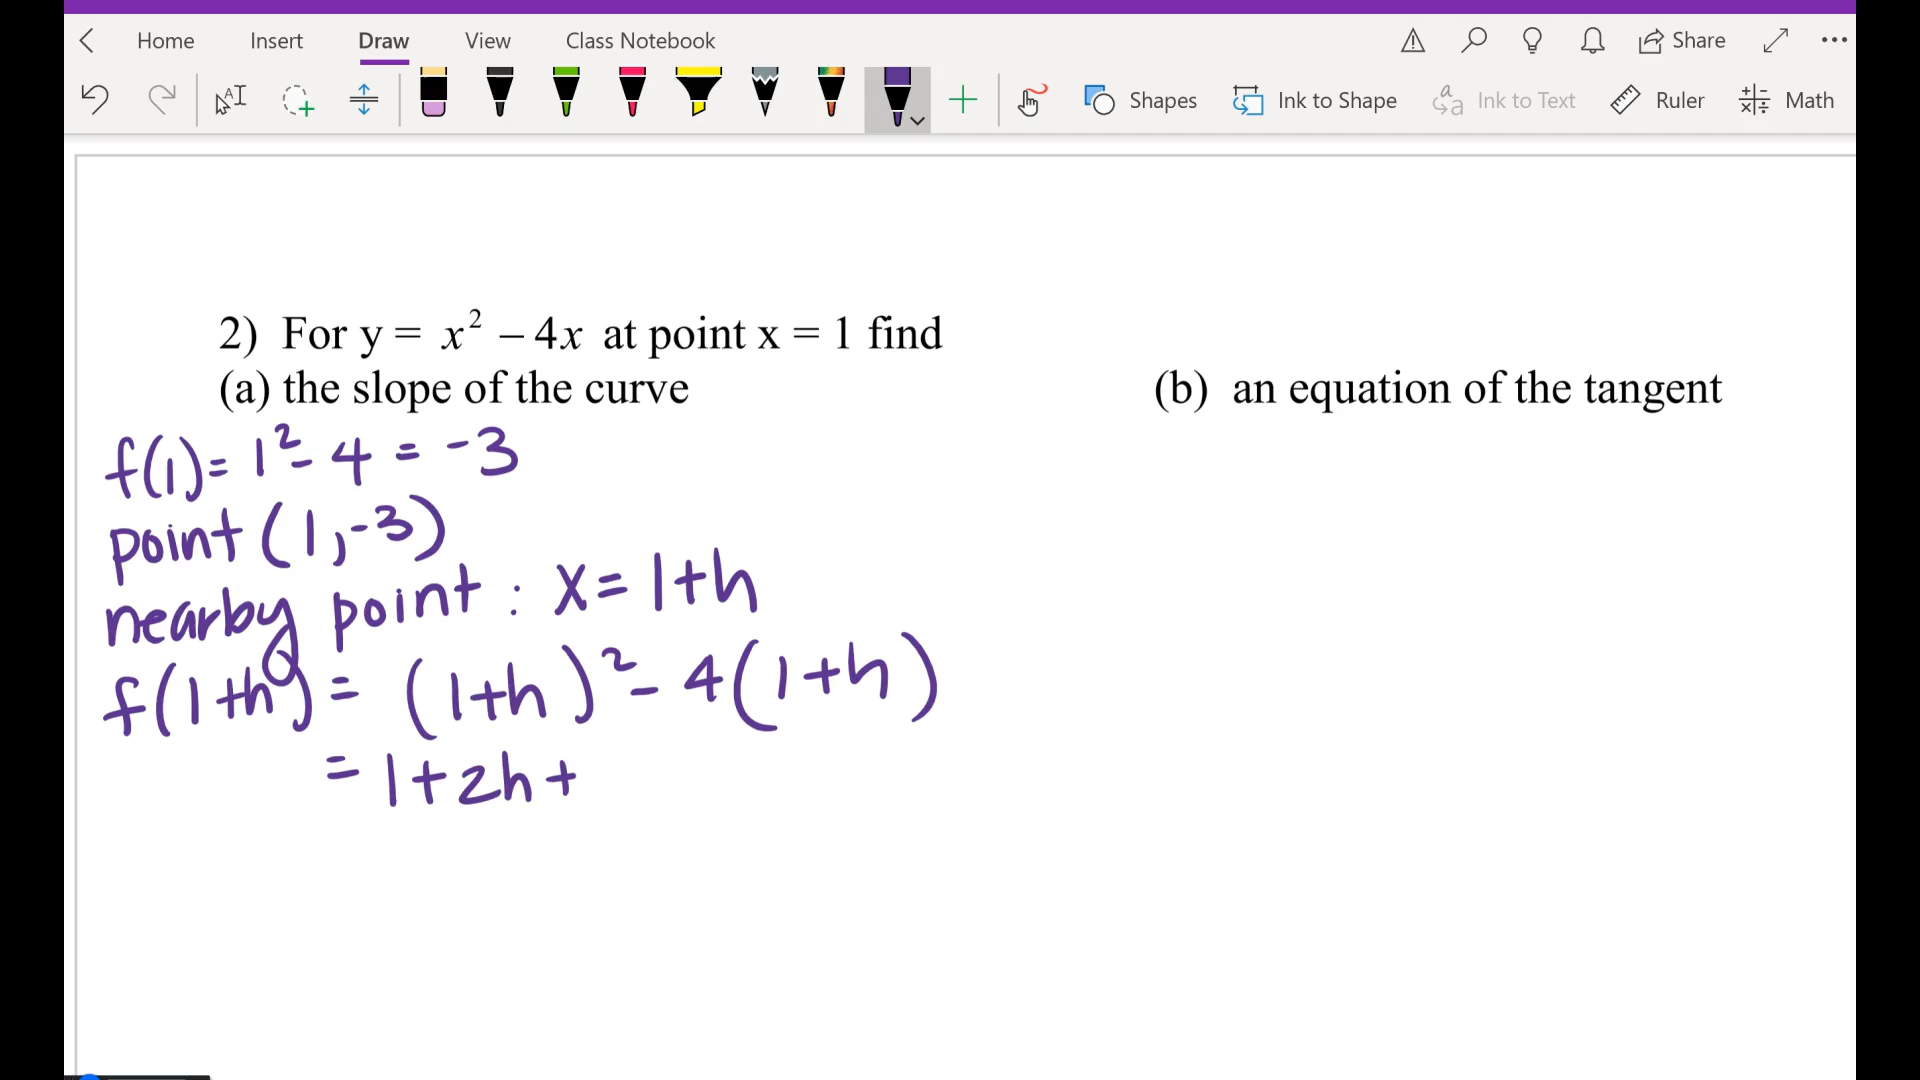 Home Insert Draw View Class Notebook Share
Shapes Ink to Shape Ink to Text Ruler Math
2) For y = x² – 4x at point x = 1 find
(a) the slope of the curve (b) an equation of the tangent
f(1) = 1² - 4 = -3
point (1, -3)
nearby point : x = 1+h
f(1+h) = (1+h)² - 4(1+h)
= 1+2h+